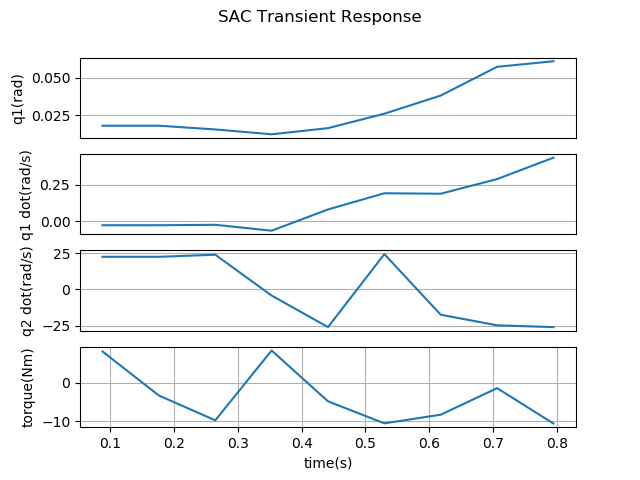 SAC Transient Response
q1(rad)
0.050
0.025
q1 dot(rad/s)
0.25
0.00
q2 dot(rad/s)
25
0
−25
torque(Nm)
0
−10
0.1 0.2 0.3 0.4 0.5 0.6 0.7 0.8
time(s)